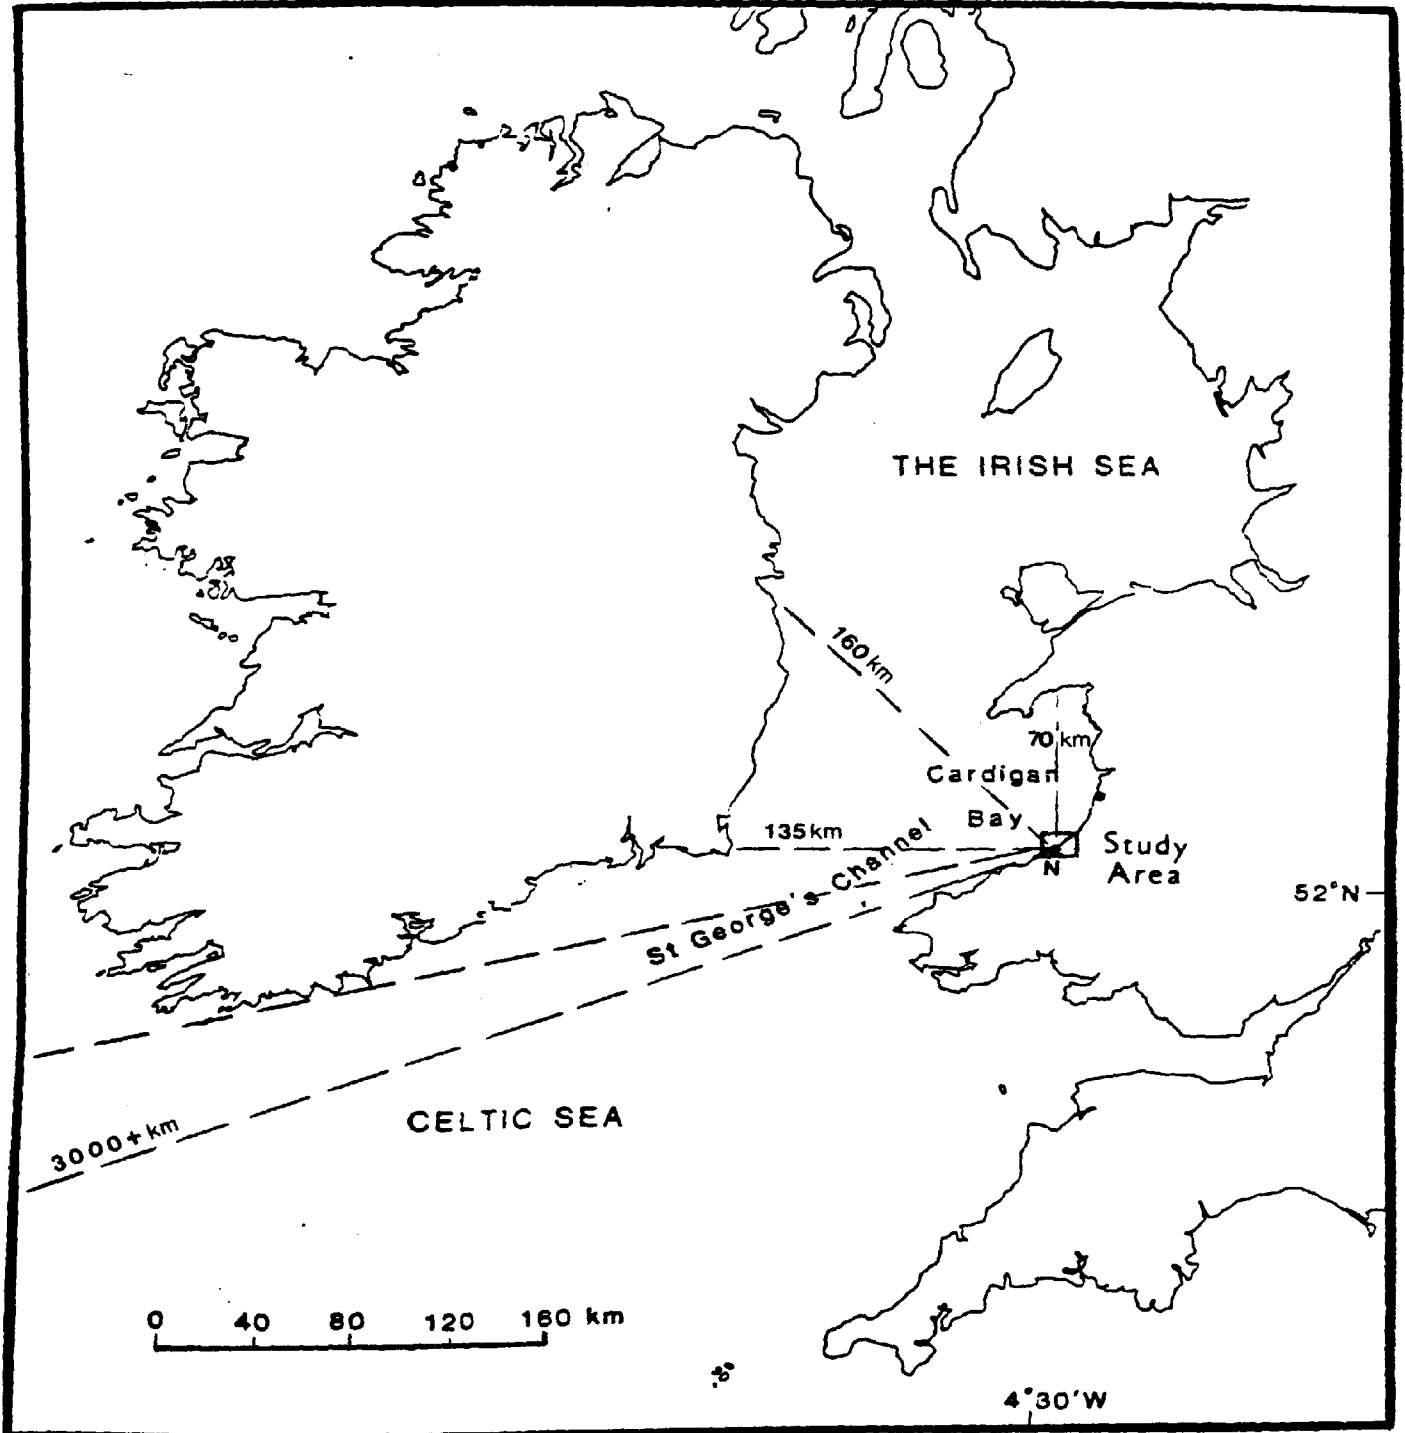 THE IRISH SEA
160 km
70 km
Cardigan
Bay
135 km
Study
Area
N
52°N
St George's Channel
3000+ km
CELTIC SEA
0 40 80 120 160 km
4°30'W